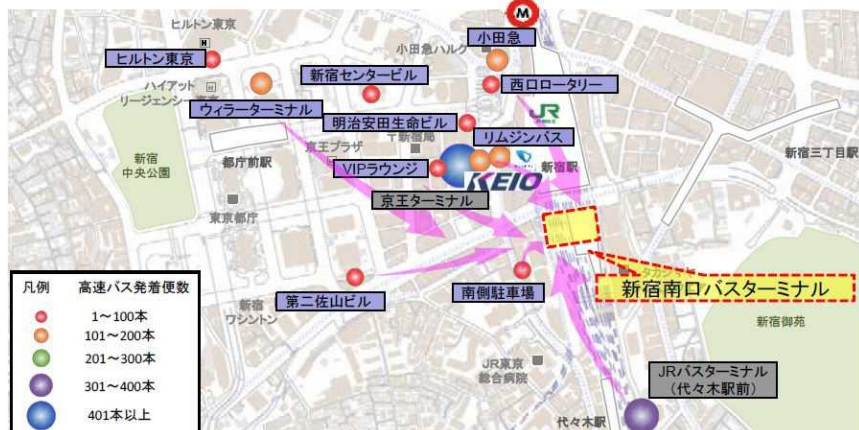 ヒルトン東京
ヒルトン東京
ハイアット
リージェンシー東京
ウィラーターミナル
新宿センタービル
小田急ハルク
小田急
西口ロータリー
JR
明治安田生命ビル
リムジンバス
新宿
中央公園
都庁前駅
京王プラザ
〒新宿局
VIPラウンジ
KEIO
新宿駅
新宿三丁目駅
京王ターミナル
東京都庁
新宿南口バスターミナル
第二佐山ビル
南側駐車場
新宿
ワシントン
新宿御苑
JR東京
総合病院
JRバスターミナル
(代々木駅前)
代々木駅
凡例 高速バス発着便数
1~100本
101~200本
201~300本
301~400本
401本以上
M